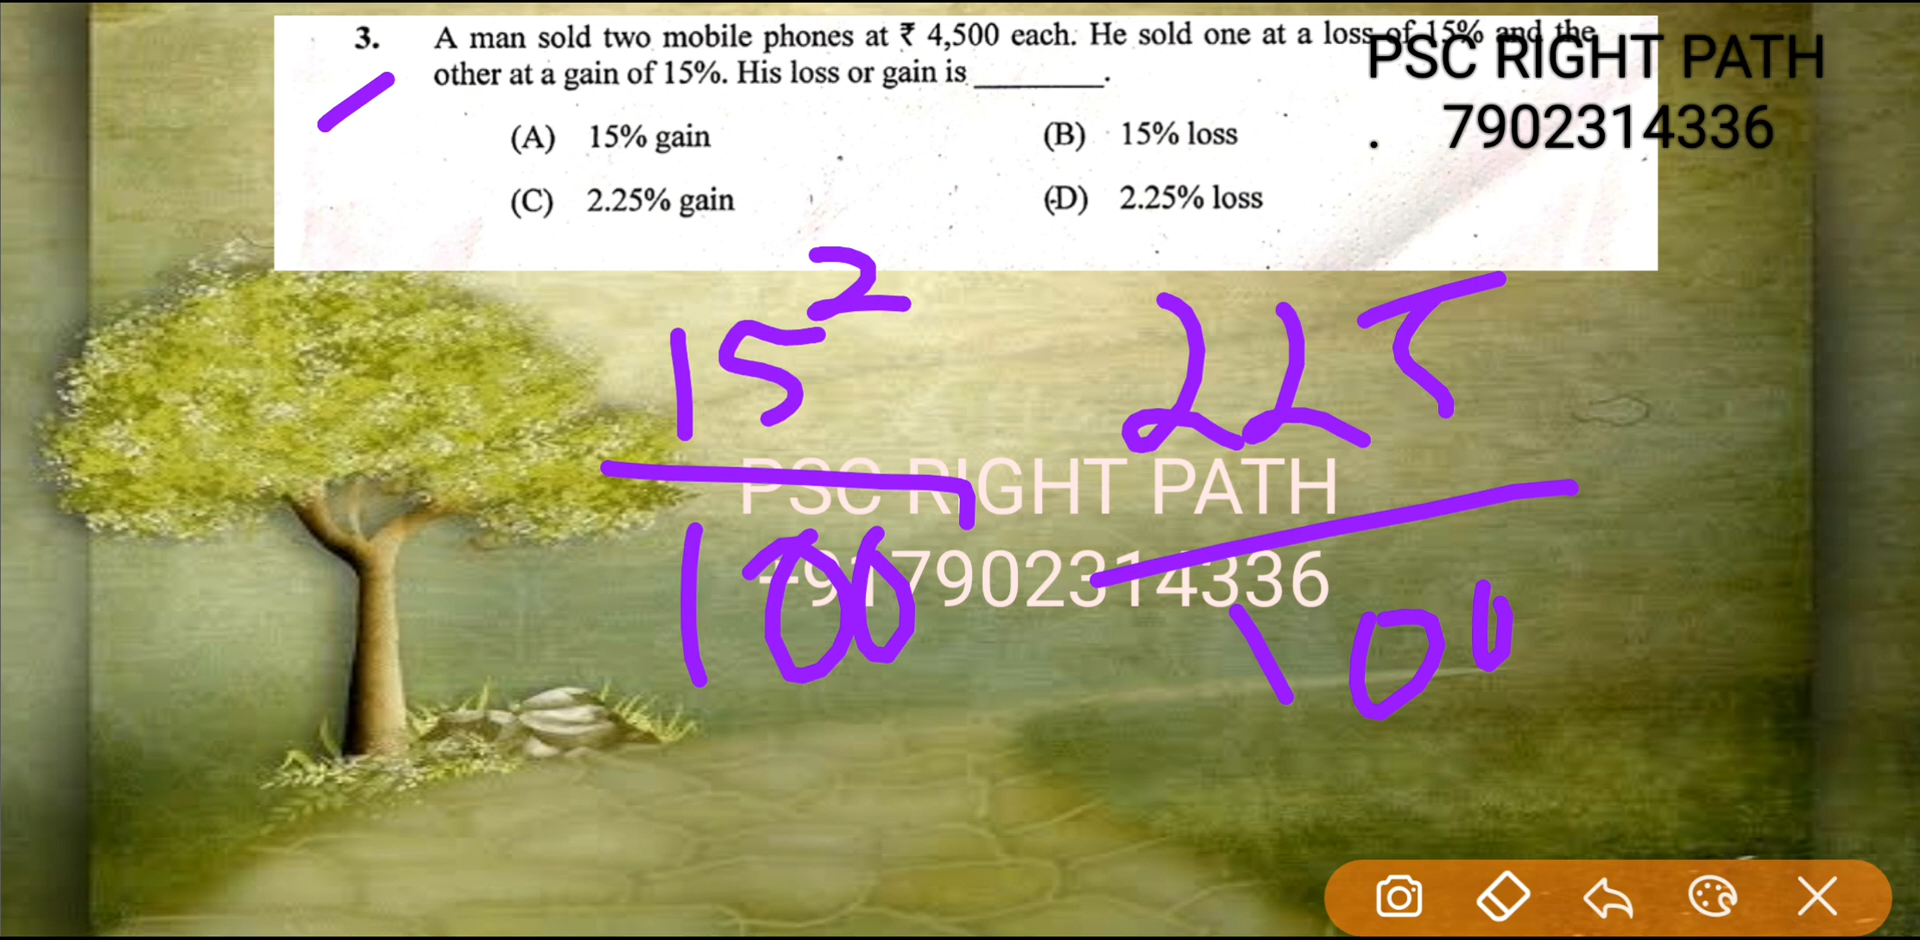 3. A man sold two mobile phones at ₹ 4,500 each. He sold one at a loss of 15% and the
other at a gain of 15%. His loss or gain is ________.
PSC RIGHT PATH
7902314336
(A) 15% gain
(B) 15% loss
(C) 2.25% gain
(D) 2.25% loss
15²
225
PSC RIGHT PATH
+917902314336
100
100